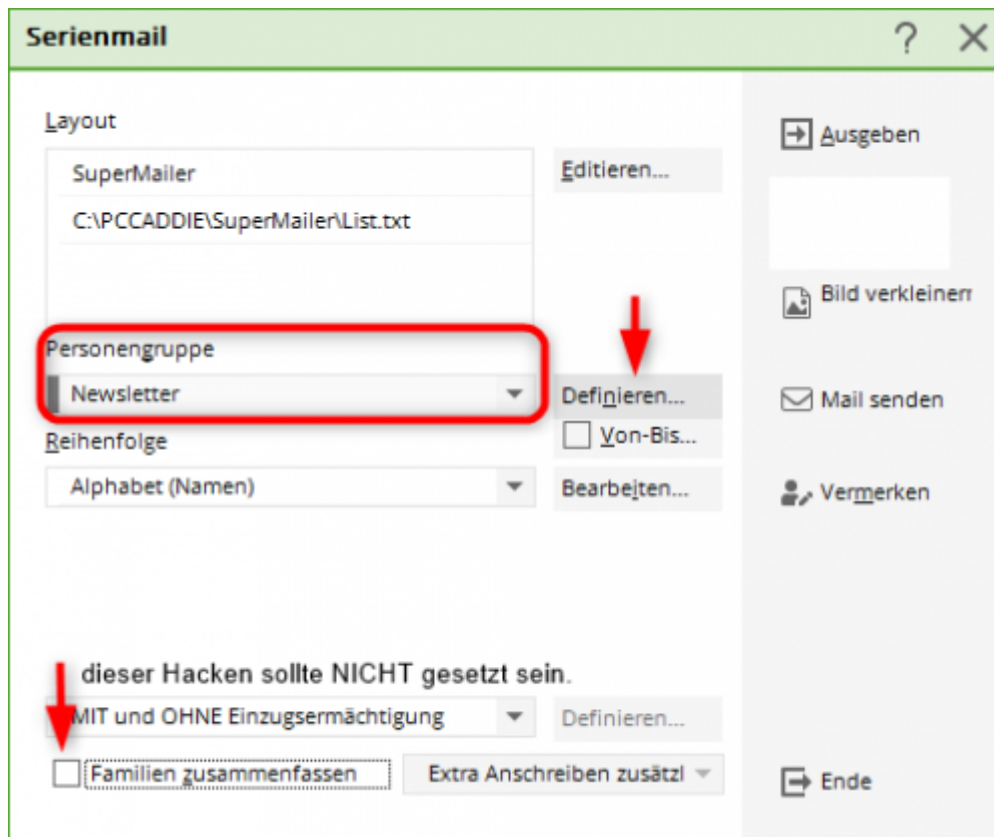 Serienmail
?
Layout
SuperMailer
C:\PCCADDIE\SuperMailer\List.txt
Editieren...
Personengruppe
Newsletter
Definieren...
Von-Bis...
Reihenfolge
Alphabet (Namen)
Bearbeiten...
dieser Hacken sollte NICHT gesetzt sein.
MIT und OHNE Einzugsermächtigung
Definieren...
Familien zusammenfassen
Extra Anschreiben zusätzl
Ausgeben
Bild verkleinerr
Mail senden
Vermerken
Ende